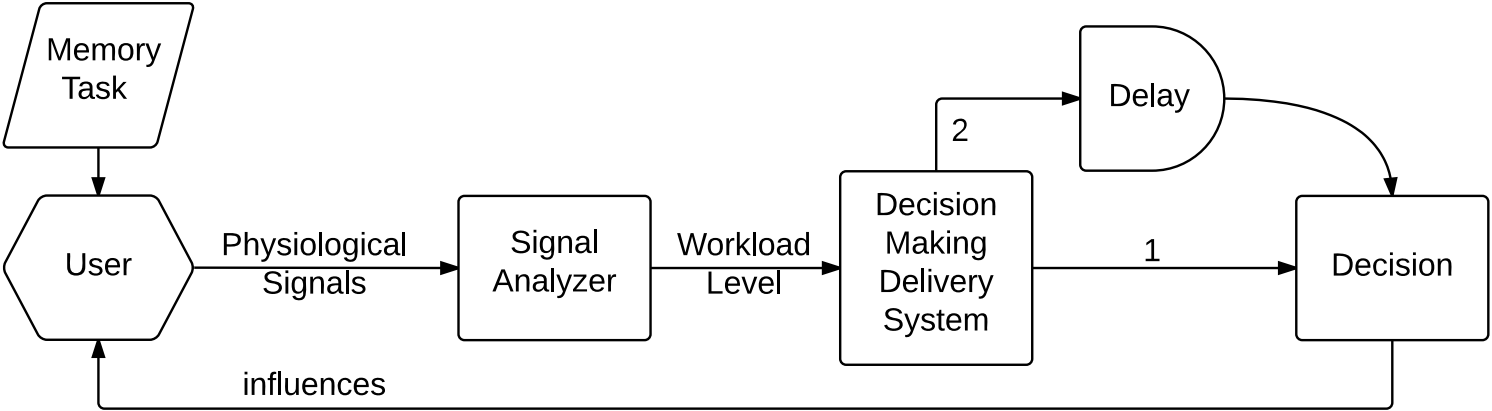 Memory
Task
User
Physiological
Signals
Signal
Analyzer
Workload
Level
Decision
Making
Delivery
System
2
Delay
1
Decision
influences